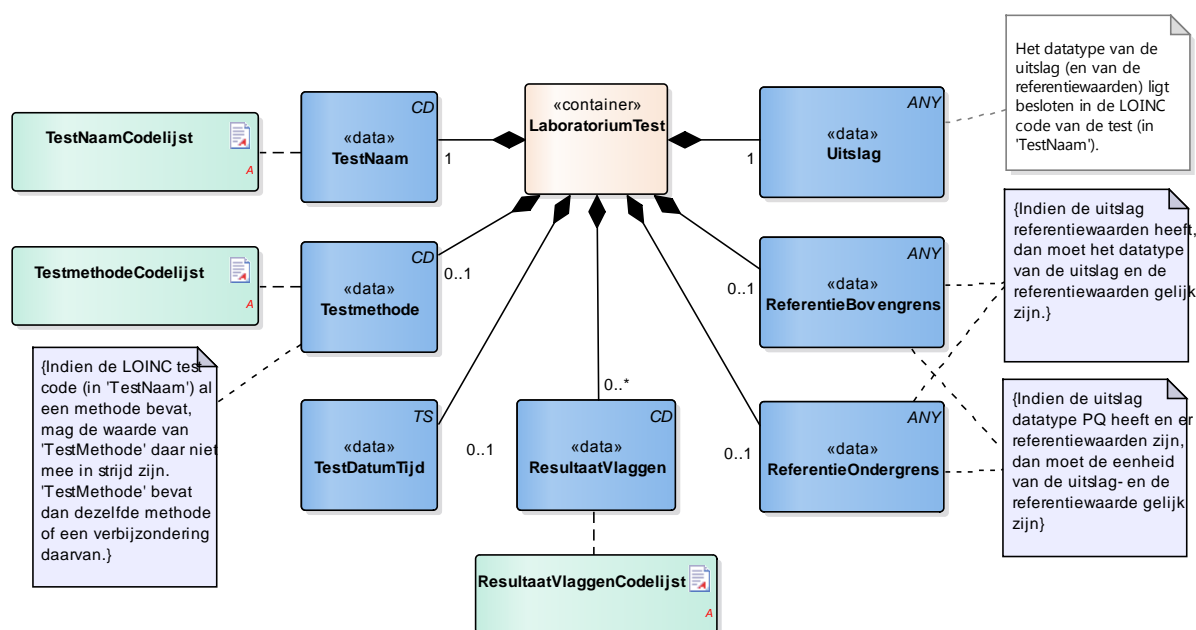 CD
«data»
TestNaam
1
«container»
LaboratoriumTest
ANY
«data»
Uitslag
1
Het datatype van de
uitslag (en van de
referentiewaarden) ligt
besloten in de LOINC
code van de test (in
'TestNaam').
TestNaamCodelijst
A
TestmethodeCodelijst
A
CD
«data»
Testmethode
0..1
ANY
«data»
ReferentieBovengrens
0..1
{Indien de uitslag
referentiewaarden heeft,
dan moet het datatype
van de uitslag en de
referentiewaarden gelijk
zijn.}
{Indien de LOINC test
code (in 'TestNaam') al
een methode bevat,
mag de waarde van
'TestMethode' daar niet
mee in strijd zijn.
'TestMethode' bevat
dan dezelfde methode
of een verbijzondering
daarvan.}
TS
«data»
TestDatumTijd
0..1
0..*
CD
«data»
ResultaatVlaggen
ANY
«data»
ReferentieOndergrens
0..1
{Indien de uitslag
datatype PQ heeft en er
referentiewaarden zijn,
dan moet de eenheid
van de uitslag- en de
referentiewaarde gelijk
zijn}
ResultaatVlaggenCodelijst
A